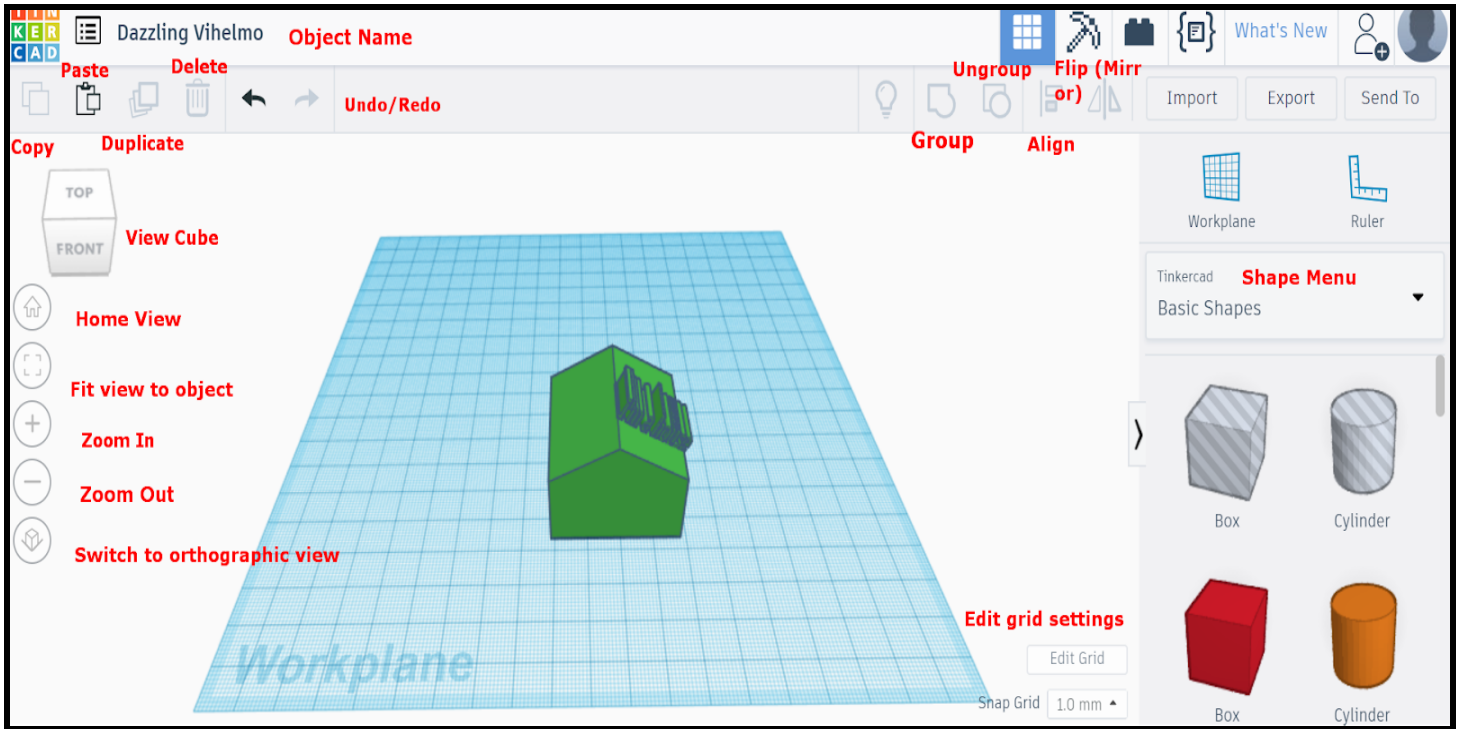 TIN
KER
CAD
Dazzling Vihelmo
Object Name
What's New
Paste
Delete
Ungroup
Flip (Mirr
or)
Undo/Redo
Import
Export
Send To
Copy
Duplicate
Group
Align
TOP
FRONT
View Cube
Workplane
Ruler
Tinkercad
Shape Menu
Basic Shapes
Home View
Fit view to object
Zoom In
Zoom Out
Switch to orthographic view
Box
Cylinder
Edit grid settings
Edit Grid
Workplane
Snap Grid
1.0 mm
Box
Cylinder